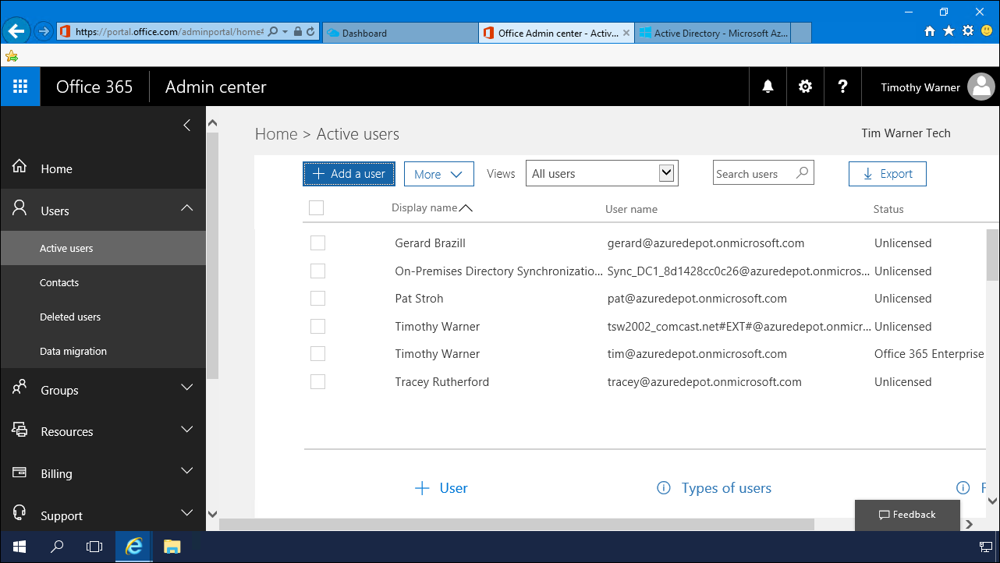 https://portal.office.com/adminportal/home#
Dashboard
Office Admin center - Activ...
Active Directory - Microsoft Az...
Office 365
Admin center
?
Timothy Warner
Home > Active users
Tim Warner Tech
Home
Users
Active users
Contacts
Deleted users
Data migration
Groups
Resources
Billing
Support
+ Add a user
More
Views
All users
Search users
Export
Display name
User name
Status
Gerard Brazill gerard@azuredepot.onmicrosoft.com Unlicensed
On-Premises Directory Synchronizatio... Sync_DC1_8d1428cc0c26@azuredepot.onmicros... Unlicensed
Pat Stroh pat@azuredepot.onmicrosoft.com Unlicensed
Timothy Warner tsw2002_comcast.net#EXT#@azuredepot.onmicr... Unlicensed
Timothy Warner tim@azuredepot.onmicrosoft.com Office 365 Enterprise
Tracey Rutherford tracey@azuredepot.onmicrosoft.com Unlicensed
+ User
Types of users
Feedback